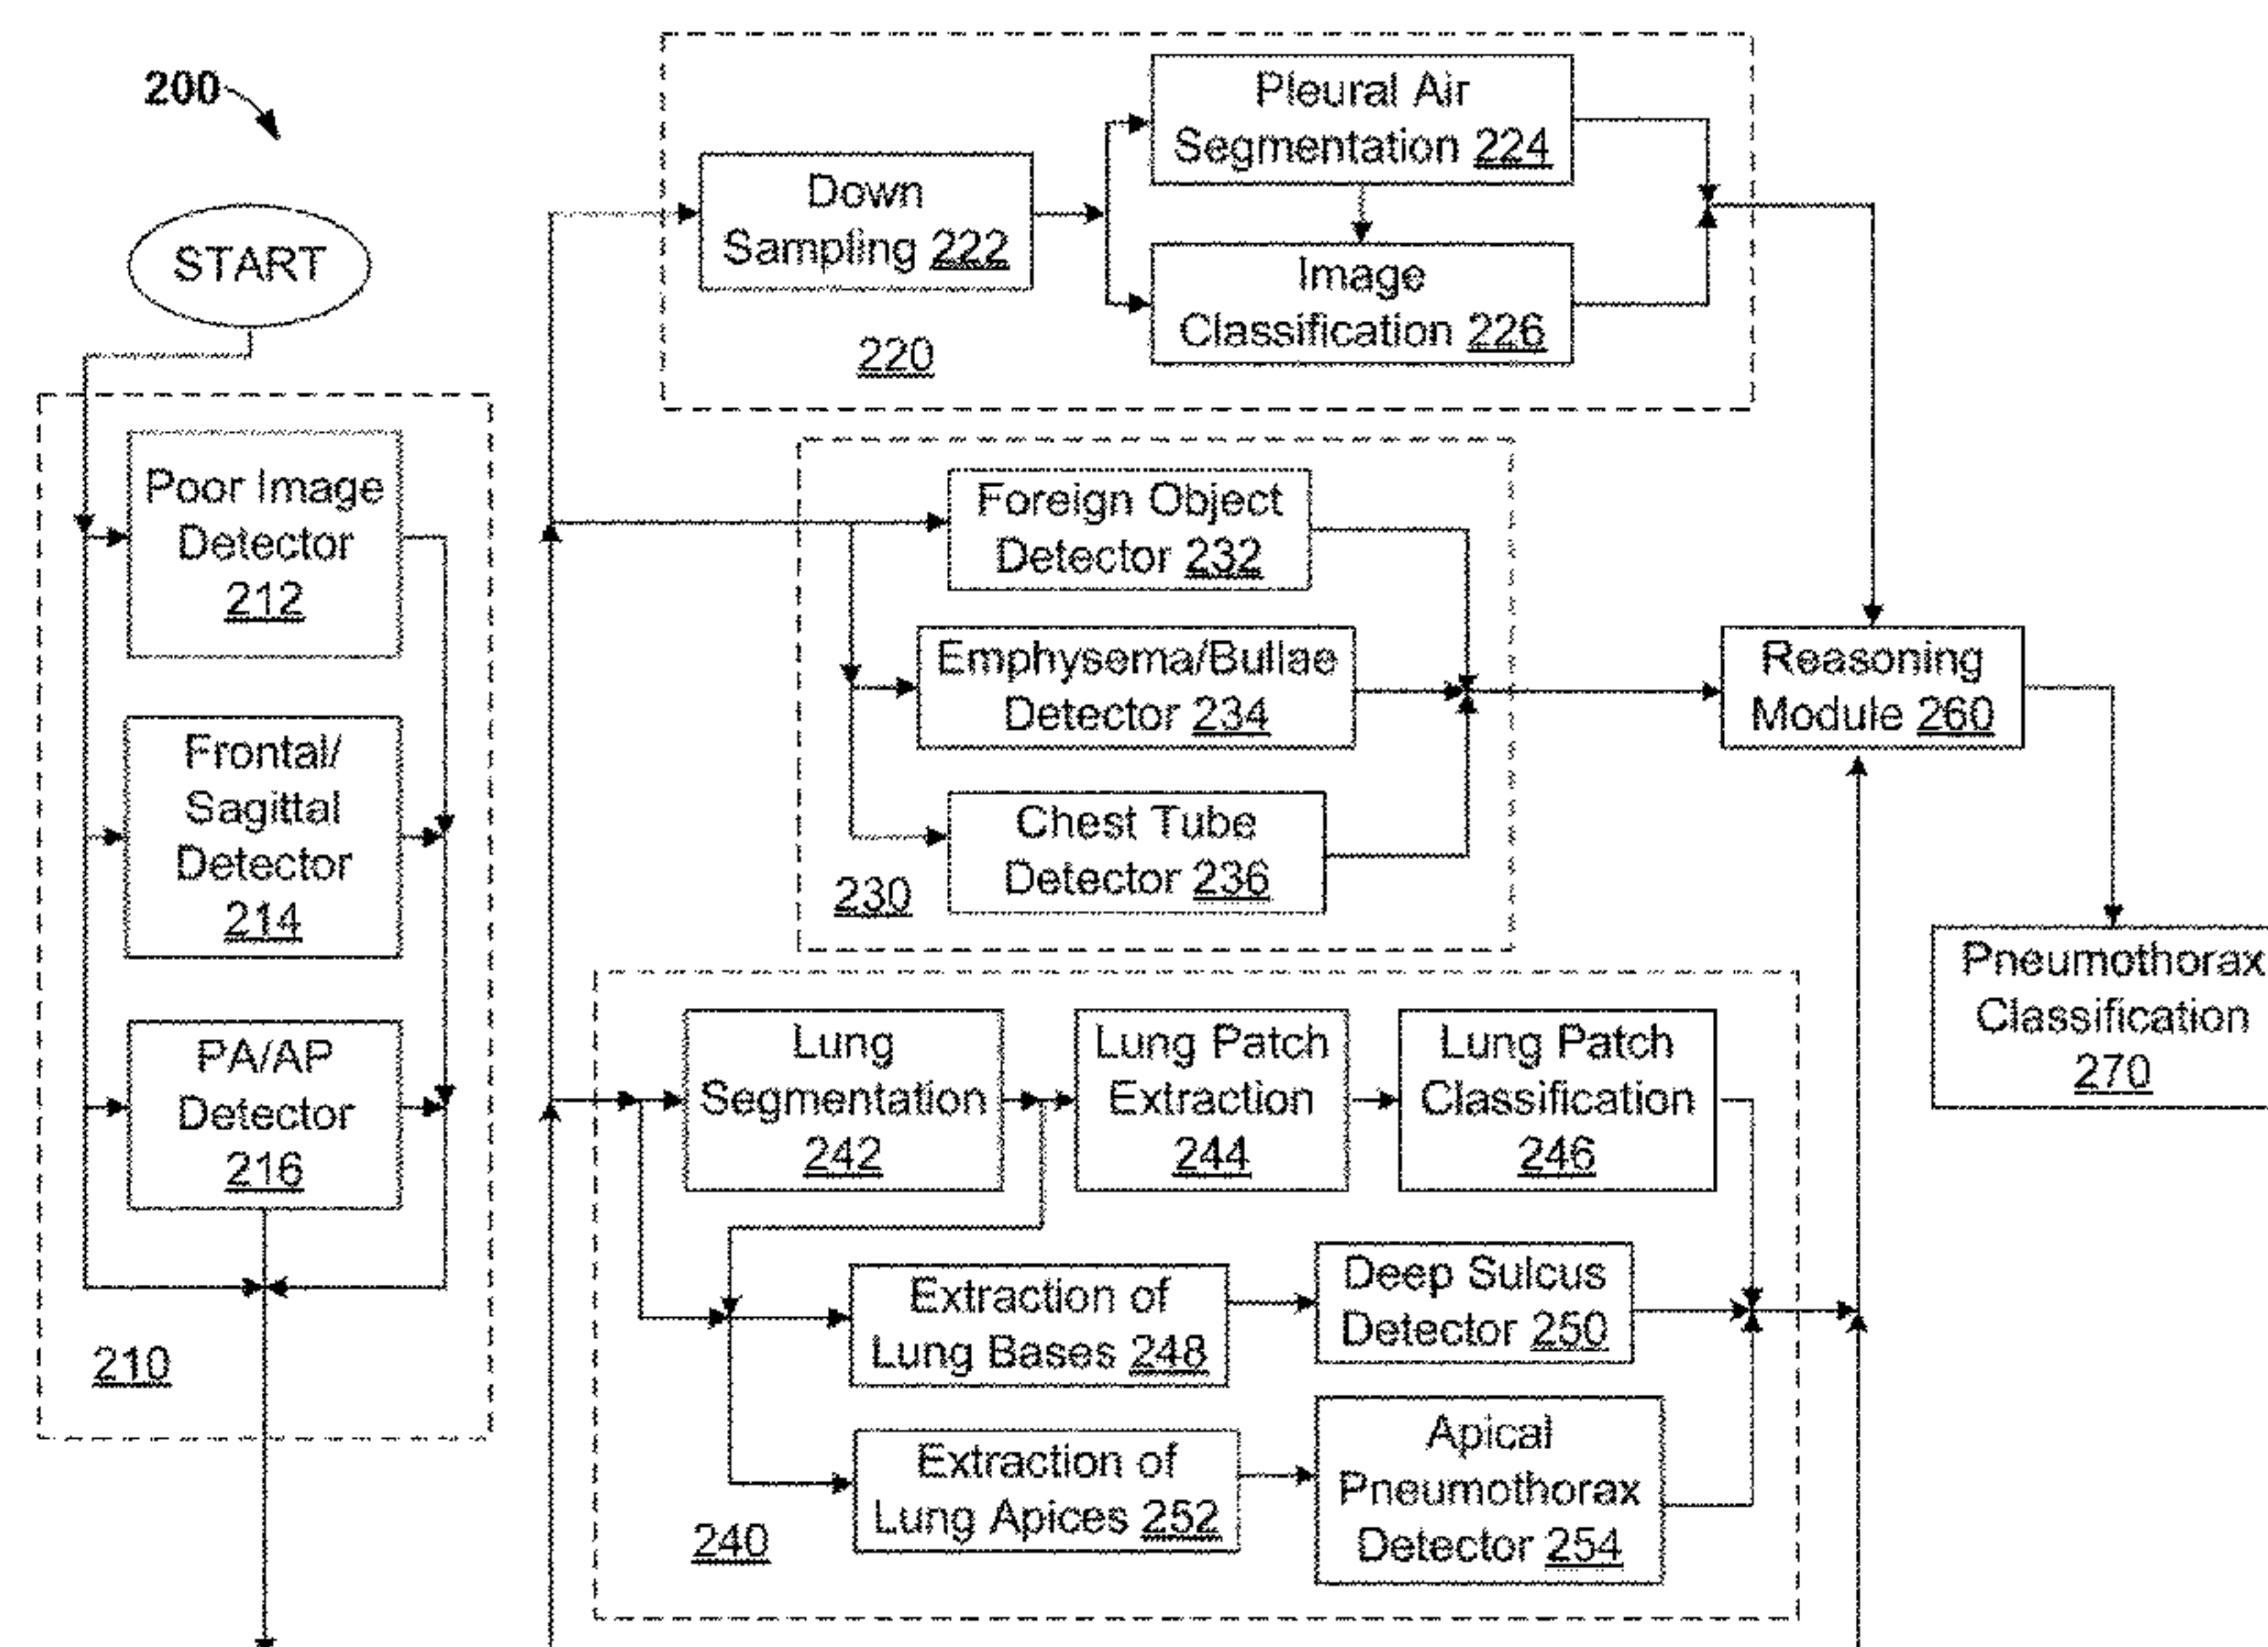 200
START
Poor Image
Detector
212
Frontal/
Sagittal
Detector
214
PA/AP
Detector
216
210
Down
Sampling 222
Pleural Air
Segmentation 224
Image
Classification 226
220
Foreign Object
Detector 232
Emphysema/Bullae
Detector 234
Chest Tube
Detector 236
230
Lung
Segmentation
242
Lung Patch
Extraction
244
Lung Patch
Classification
246
Extraction of
Lung Bases 248
Deep Sulcus
Detector 250
Extraction of
Lung Apices 252
Apical
Pneumothorax
Detector 254
240
Reasoning
Module 260
Pneumothorax
Classification
270